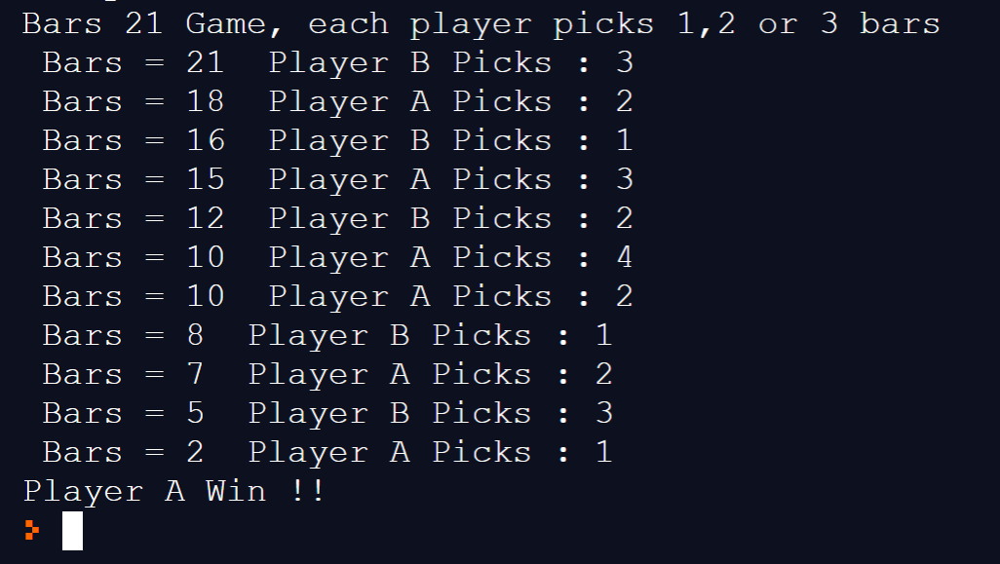 Bars 21 Game, each player picks 1,2 or 3 bars
Bars = 21  Player B Picks : 3
Bars = 18  Player A Picks : 2
Bars = 16  Player B Picks : 1
Bars = 15  Player A Picks : 3
Bars = 12  Player B Picks : 2
Bars = 10  Player A Picks : 4
Bars = 10  Player A Picks : 2
Bars = 8  Player B Picks : 1
Bars = 7  Player A Picks : 2
Bars = 5  Player B Picks : 3
Bars = 2  Player A Picks : 1
Player A Win !!